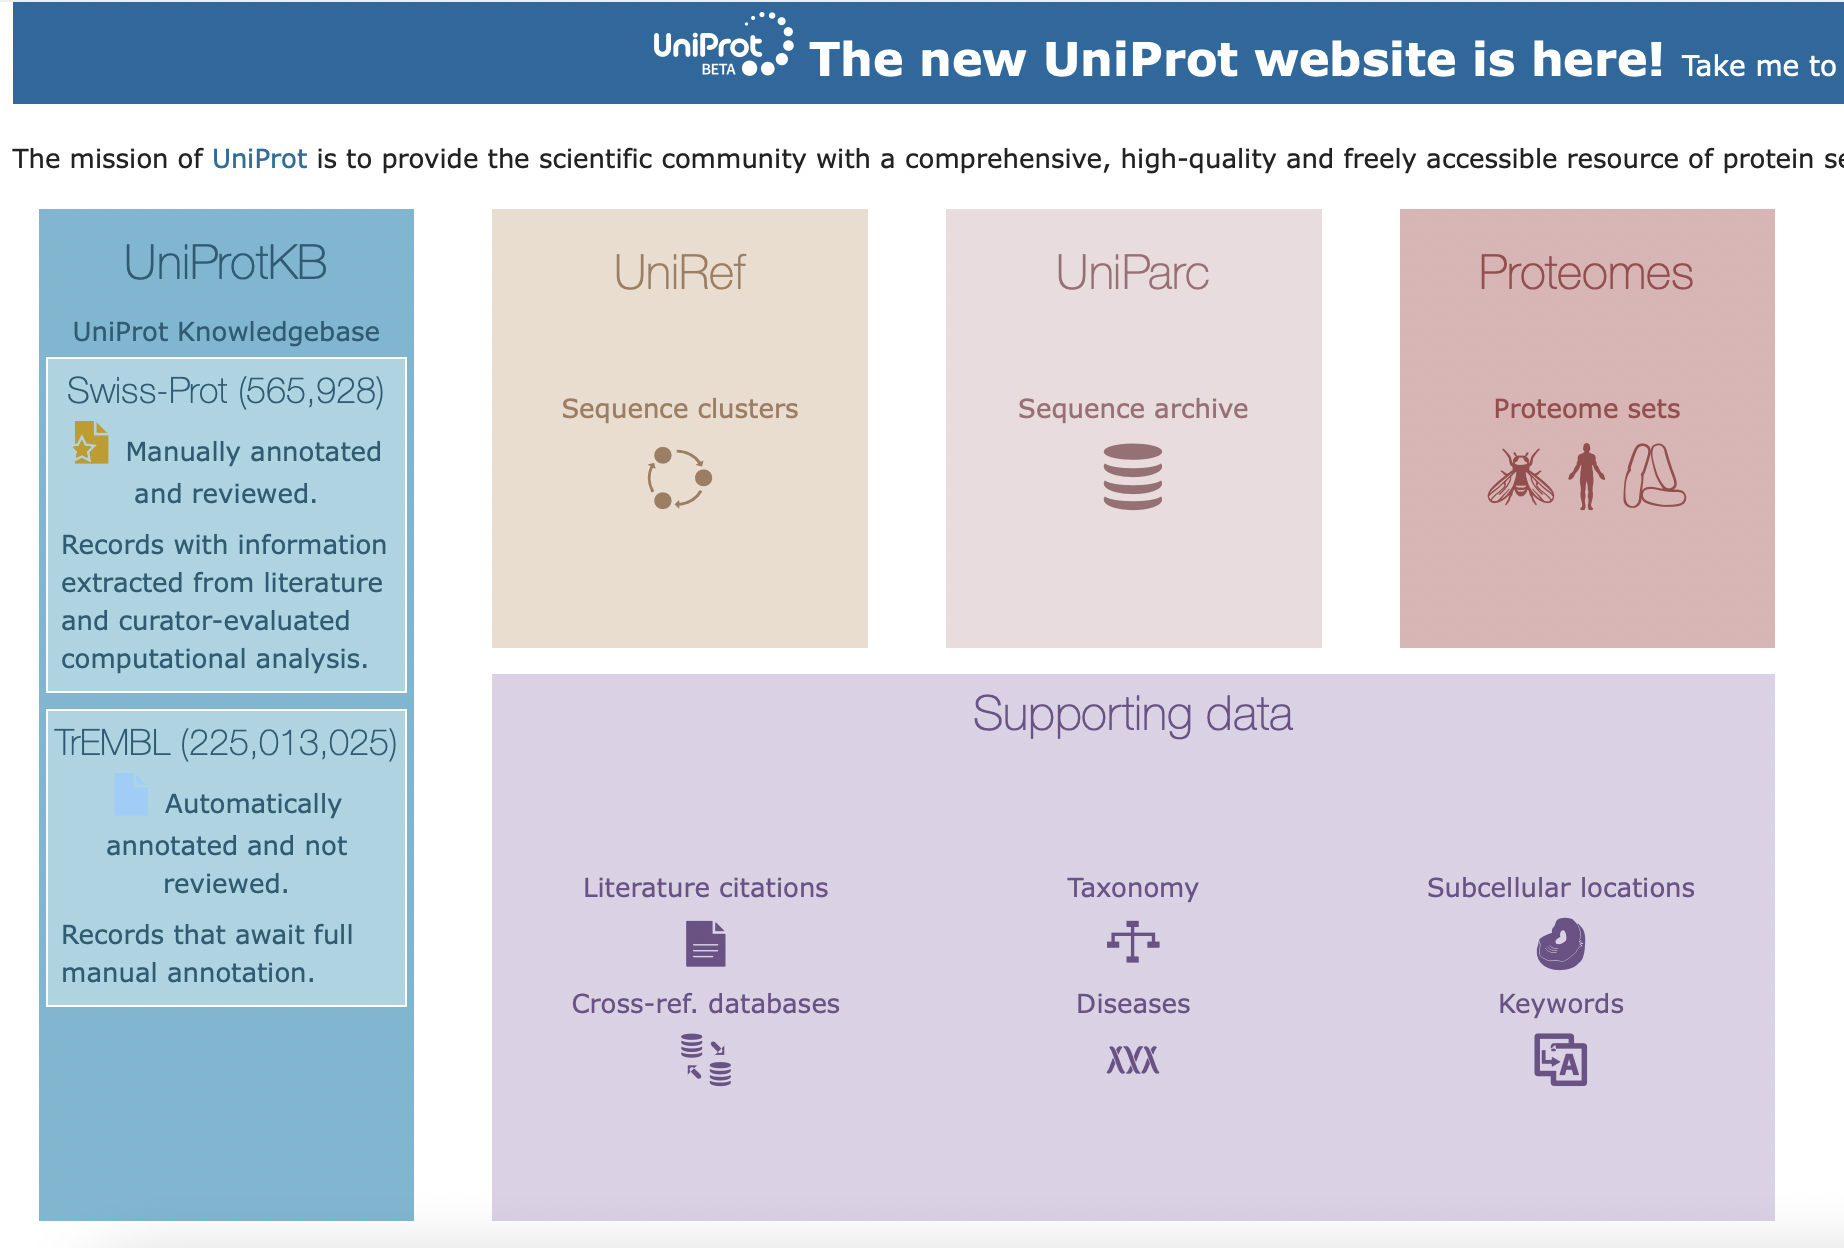 UniProt
BETA
The new UniProt website is here! Take me to
The mission of UniProt is to provide the scientific community with a comprehensive, high-quality and freely accessible resource of protein se
UniProtKB
UniProt Knowledgebase
Swiss-Prot (565,928)
Manually annotated
and reviewed.
Records with information
extracted from literature
and curator-evaluated
computational analysis.
TrEMBL (225,013,025)
Automatically
annotated and not
reviewed.
Records that await full
manual annotation.
UniRef
Sequence clusters
UniParc
Sequence archive
Proteomes
Proteome sets
Supporting data
Literature citations
Taxonomy
Subcellular locations
Cross-ref. databases
Diseases
Keywords
A